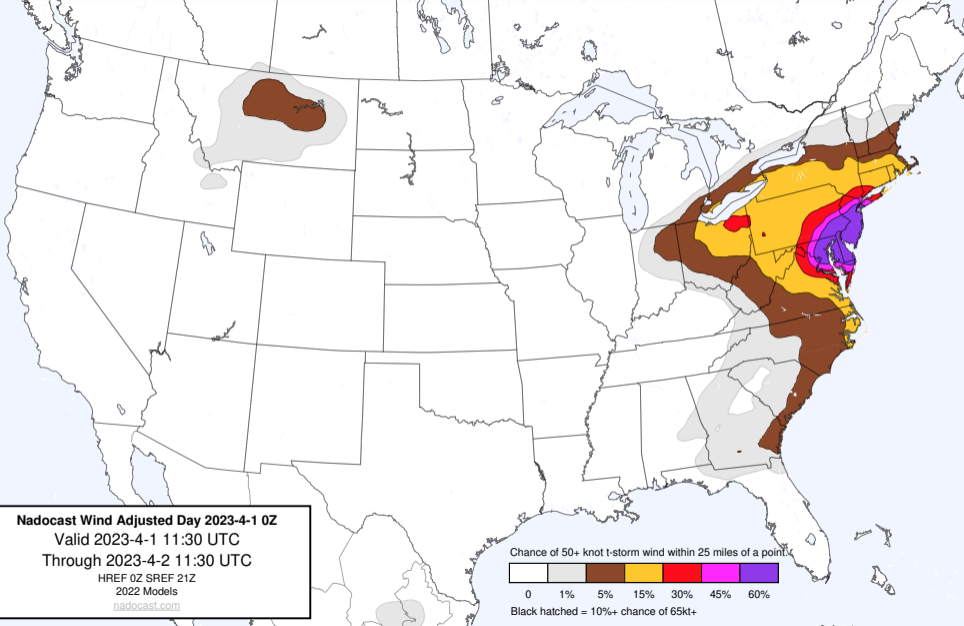 Nadocast Wind Adjusted Day 2023-4-1 0Z
Valid 2023-4-1 11:30 UTC
Through 2023-4-2 11:30 UTC
HREF 0Z SREF 21Z
2022 Models
nadocast.com
Chance of 50+ knot t-storm wind within 25 miles of a point.
0 1% 5% 15% 30% 45% 60%
Black hatched = 10%+ chance of 65kt+